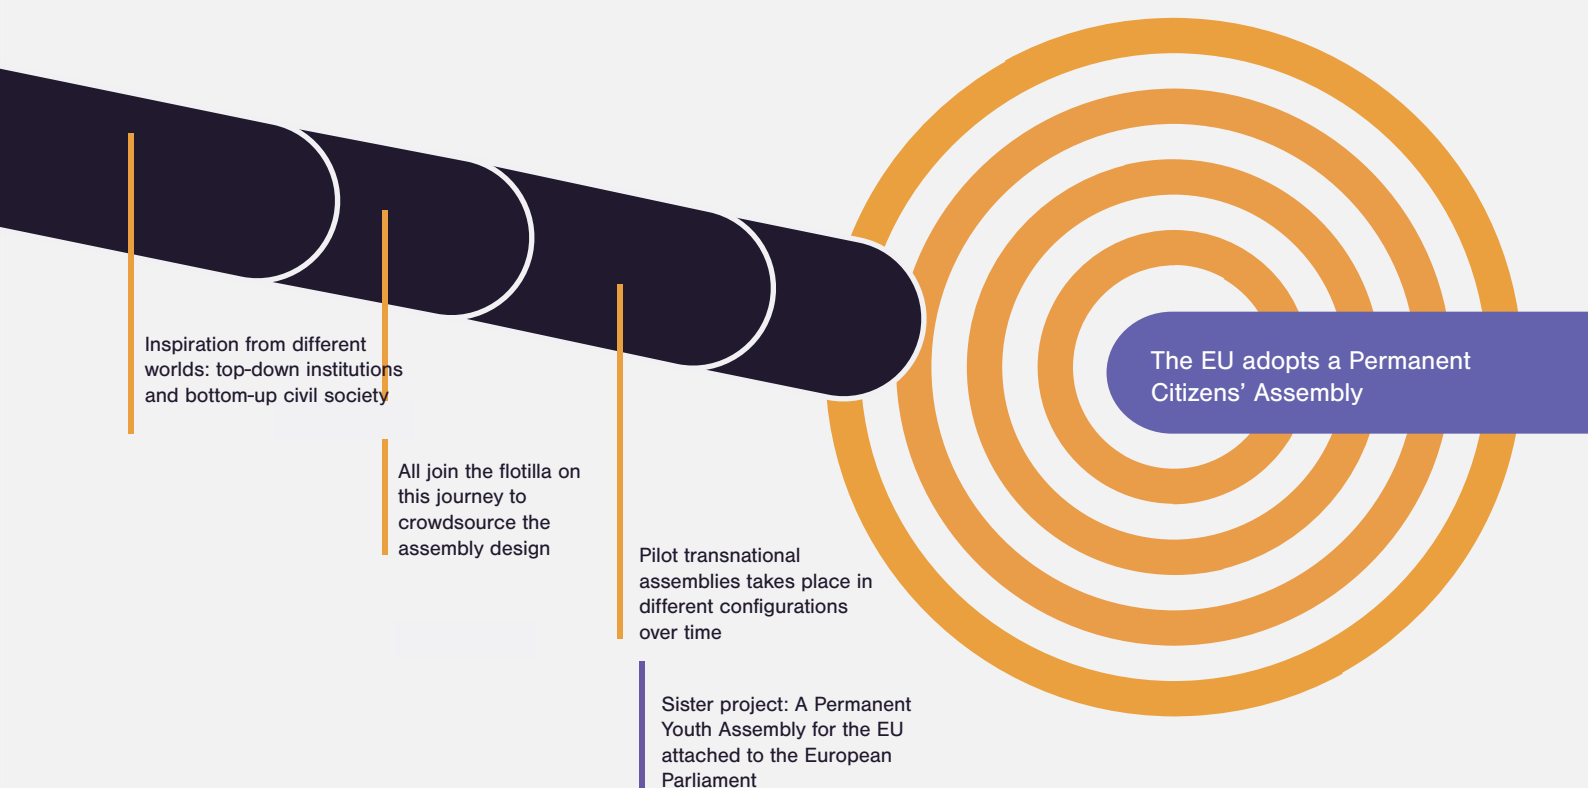 Inspiration from different
worlds: top-down institutions
and bottom-up civil society
All join the flotilla on
this journey to
crowdsource the
assembly design
Pilot transnational
assemblies takes place in
different configurations
over time
Sister project: A Permanent
Youth Assembly for the EU
attached to the European
Parliament
The EU adopts a Permanent
Citizens’ Assembly